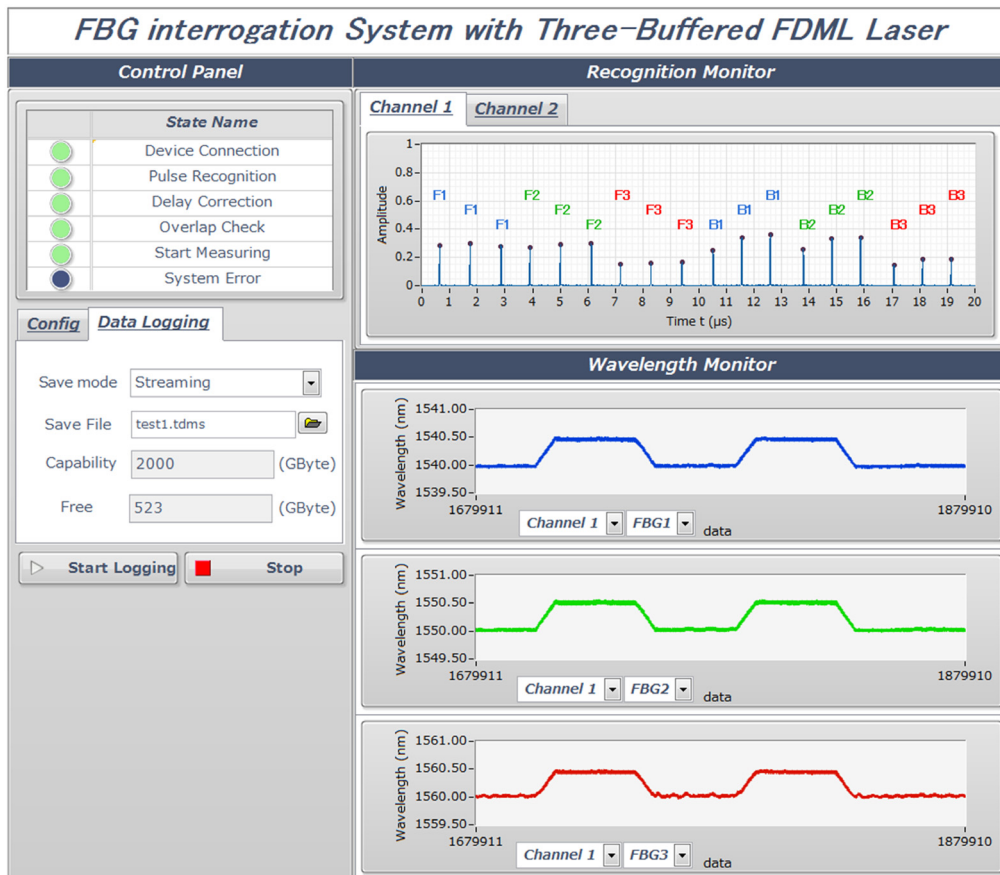 FBG interrogation System with Three-Buffered FDML Laser
Control Panel
State Name
Device Connection
Pulse Recognition
Delay Correction
Overlap Check
Start Measuring
System Error
Config Data Logging
Save mode Streaming
Save File test1.tdms
Capability 2000 (GByte)
Free 523 (GByte)
Start Logging Stop
Recognition Monitor
Channel 1 Channel 2
Amplitude
1
0.8
0.6
0.4
0.2
0
F1 F1 F1 F2 F2 F2 F3 F3 F3 B1 B1 B1 B2 B2 B2 B3 B3 B3
0 1 2 3 4 5 6 7 8 9 10 11 12 13 14 15 16 17 18 19 20
Time t (μs)
Wavelength Monitor
Wavelength (nm)
1541.00
1540.50
1540.00
1539.50
1679911 1879910
Channel 1 FBG1 data
Wavelength (nm)
1551.00
1550.50
1550.00
1549.50
1679911 1879910
Channel 1 FBG2 data
Wavelength (nm)
1561.00
1560.50
1560.00
1559.50
1679911 1879910
Channel 1 FBG3 data